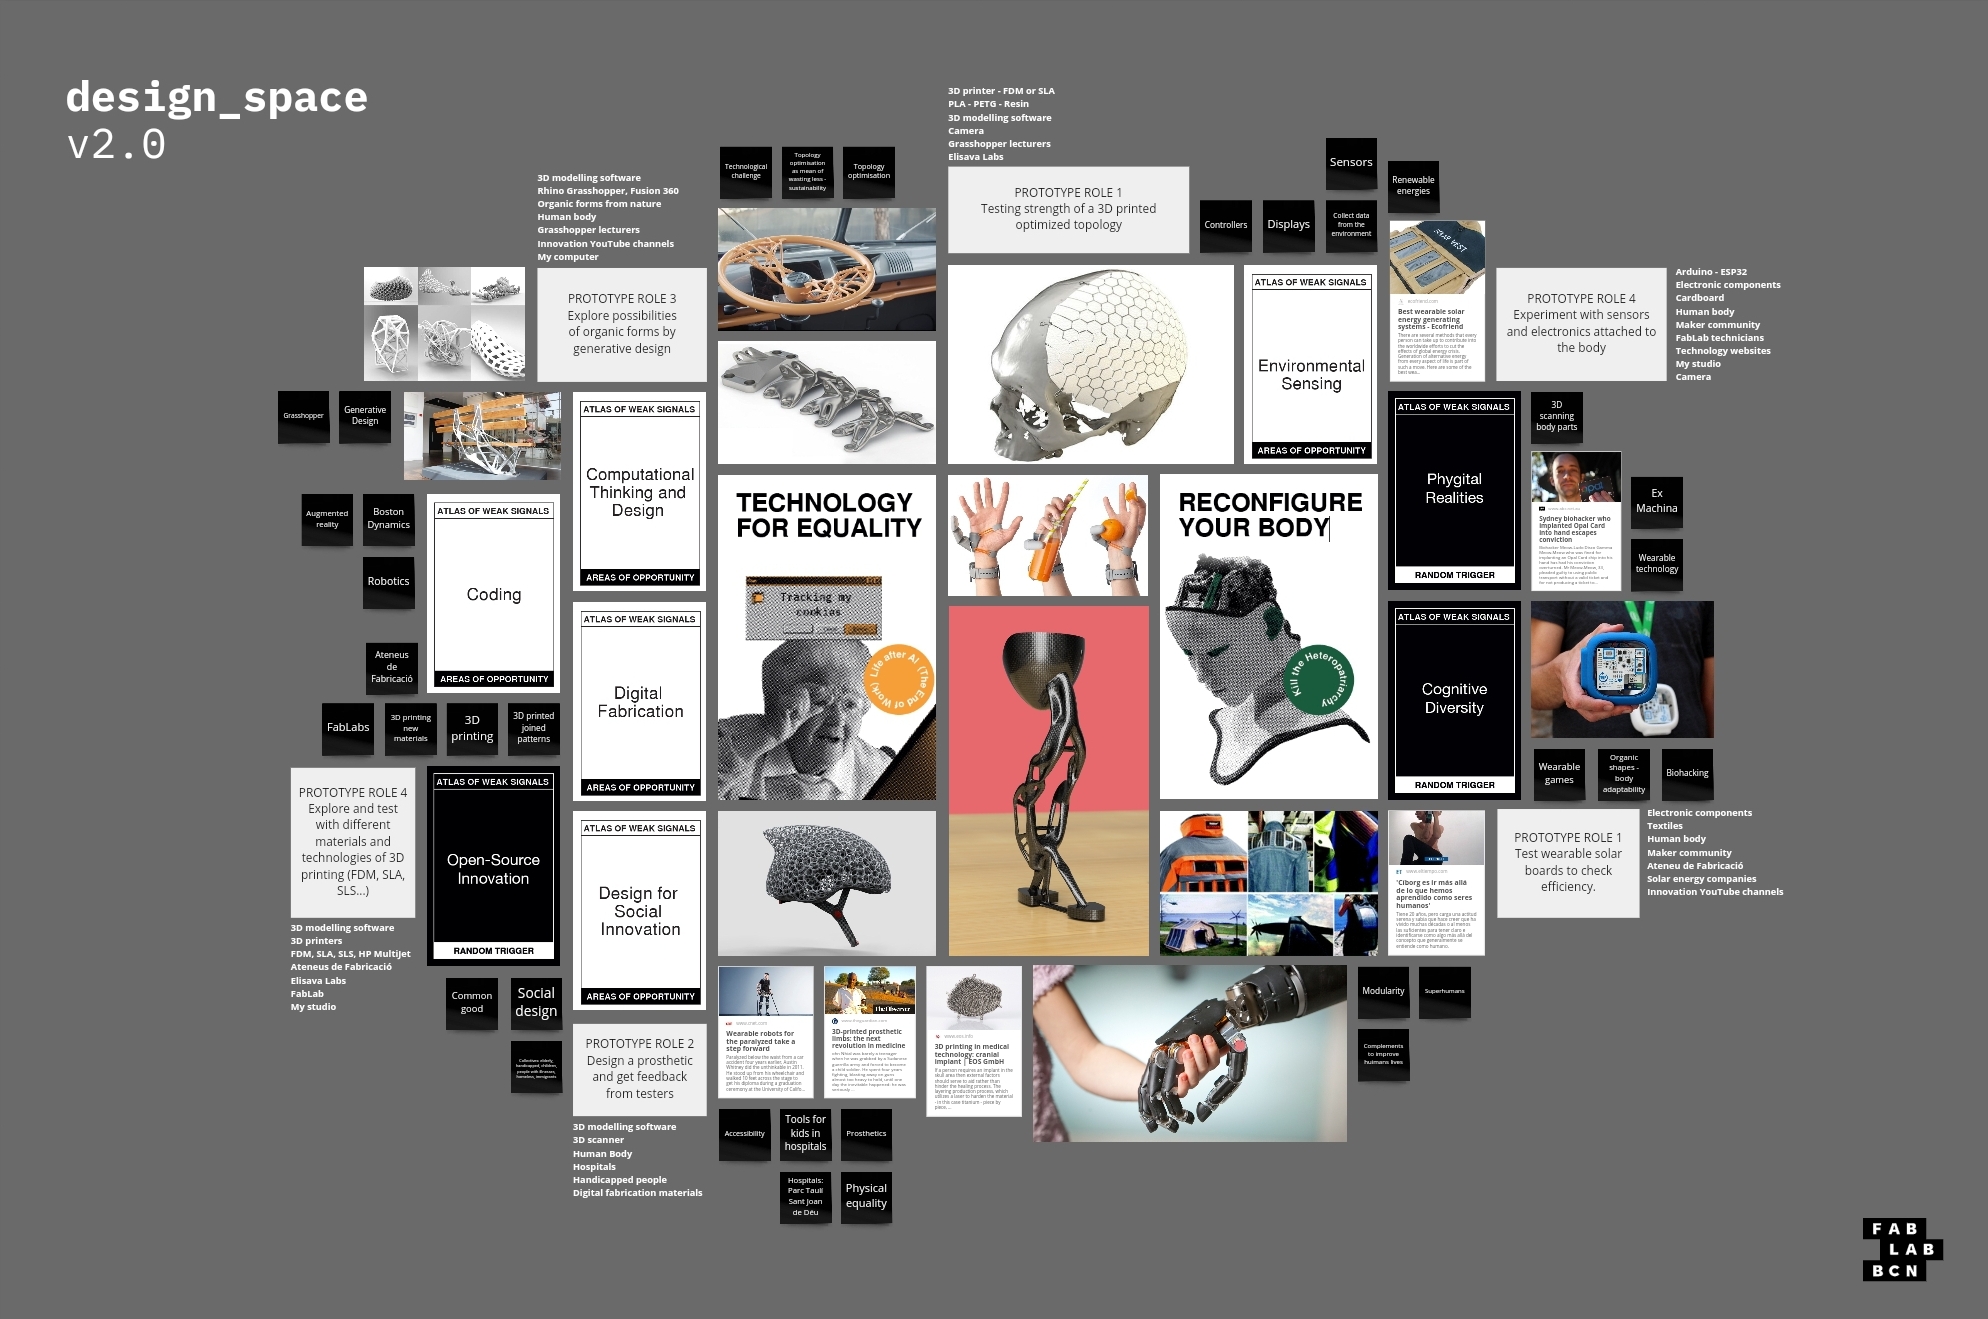 design_space
v2.0
3D printer - FDM or SLA
PLA - PETG - Resin
3D modelling software
Camera
Grasshopper lecturers
Elisava Labs
PROTOTYPE ROLE 1
Testing strength of a 3D printed
optimized topology
Technological
challenge
Topology
optimisation
as mean of
wasting less -
sustainability
Topology
optimisation
3D modelling software
Rhino Grasshopper, Fusion 360
Organic forms from nature
Human body
Grasshopper lecturers
Innovation YouTube channels
My computer
PROTOTYPE ROLE 3
Explore possibilities
of organic forms by
generative design
Sensors
Renewable
energies
Controllers
Displays
Collect data
from the
environment
ATLAS OF WEAK SIGNALS
Environmental
Sensing
AREAS OF OPPORTUNITY
ecofriend.com
Best wearable solar
energy generating
systems - Ecofriend
PROTOTYPE ROLE 4
Experiment with sensors
and electronics attached to
the body
Arduino - ESP32
Electronic components
Cardboard
Human body
Maker community
FabLab technicians
Technology websites
My studio
Camera
Grasshopper
Generative
Design
ATLAS OF WEAK SIGNALS
Computational
Thinking and
Design
AREAS OF OPPORTUNITY
ATLAS OF WEAK SIGNALS
Phygital
Realities
RANDOM TRIGGER
3D
scanning
body parts
opal
Sydney biohacker who
implanted Opal Card
into hand escapes
conviction
Ex
Machina
Wearable
technology
Augmented
reality
Boston
Dynamics
Robotics
ATLAS OF WEAK SIGNALS
Coding
AREAS OF OPPORTUNITY
TECHNOLOGY
FOR EQUALITY
Tracking my
cookies
Life after AI (The End of Work)
RECONFIGURE
YOUR BODY
Kill the Heteropatriarchy
ATLAS OF WEAK SIGNALS
Digital
Fabrication
AREAS OF OPPORTUNITY
ATLAS OF WEAK SIGNALS
Cognitive
Diversity
RANDOM TRIGGER
Ateneus
de
Fabricació
FabLabs
3D printing
new
materials
3D
printing
3D printed
joined
patterns
Wearable
games
Organic
shapes -
body
adaptability
Biohacking
PROTOTYPE ROLE 4
Explore and test
with different
materials and
technologies of 3D
printing (FDM, SLA,
SLS...)
ATLAS OF WEAK SIGNALS
Open-Source
Innovation
RANDOM TRIGGER
ATLAS OF WEAK SIGNALS
Design for
Social
Innovation
AREAS OF OPPORTUNITY
'Cíborg es ir más allá
de lo que hemos
aprendido como seres
humanos'
PROTOTYPE ROLE 1
Test wearable solar
boards to check
efficiency.
Electronic components
Textiles
Human body
Maker community
Ateneu de Fabricació
Solar energy companies
Innovation YouTube channels
3D modelling software
3D printers
FDM, SLA, SLS, HP Multijet
Ateneus de Fabricació
Elisava Labs
FabLab
My studio
Common
good
Social
design
Collectives: elderly,
handicapped, children,
people with illnesses,
homeless, immigrants
PROTOTYPE ROLE 2
Design a prosthetic
and get feedback
from testers
3D modelling software
3D scanner
Human Body
Hospitals
Handicapped people
Digital fabrication materials
Wearable robots for
the paralyzed take a
step forward
The Observer
3D-printed prosthetic
limbs: the next
revolution in medicine
3D printing in medical
technology: cranial
implant | EOS GmbH
Modularity
Superhumans
Complements
to improve
huimans lives
Accessibility
Tools for
kids in
hospitals
Prosthetics
Hospitals:
Parc Taulí
Sant Joan
de Déu
Physical
equality
FAB
LAB
BCN